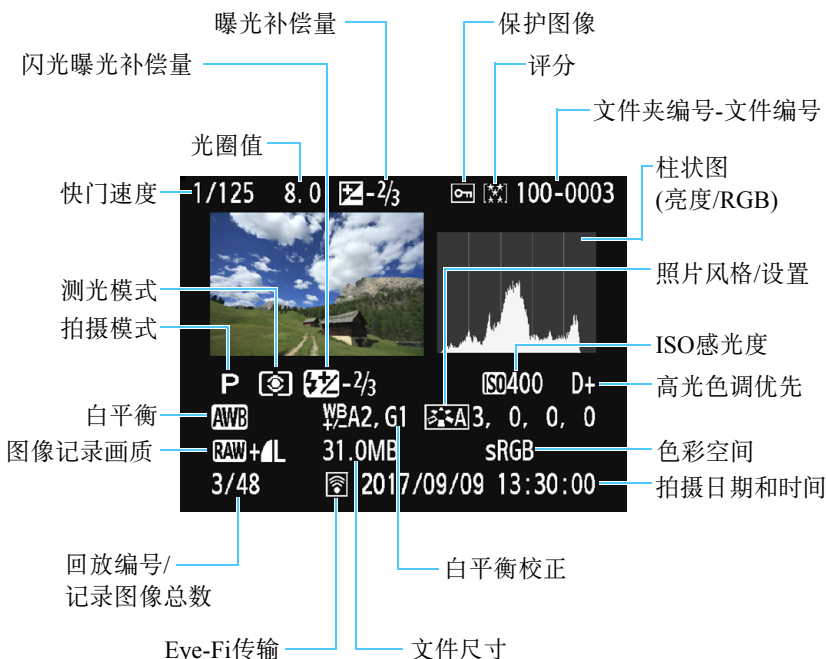 曝光补偿量
保护图像
闪光曝光补偿量
评分
文件夹编号-文件编号
光圈值
柱状图
(亮度/RGB)
快门速度
1/125 8.0 -2/3 100-0003
照片风格/设置
测光模式
拍摄模式
ISO感光度
P -2/3 ISO400 D+
高光色调优先
白平衡
AWB WB+/-A2, G1 A3, 0, 0, 0
图像记录画质
RAW+L 31.0MB sRGB
色彩空间
3/48 2017/09/09 13:30:00
拍摄日期和时间
回放编号/
记录图像总数
白平衡校正
Eye-Fi传输
文件尺寸